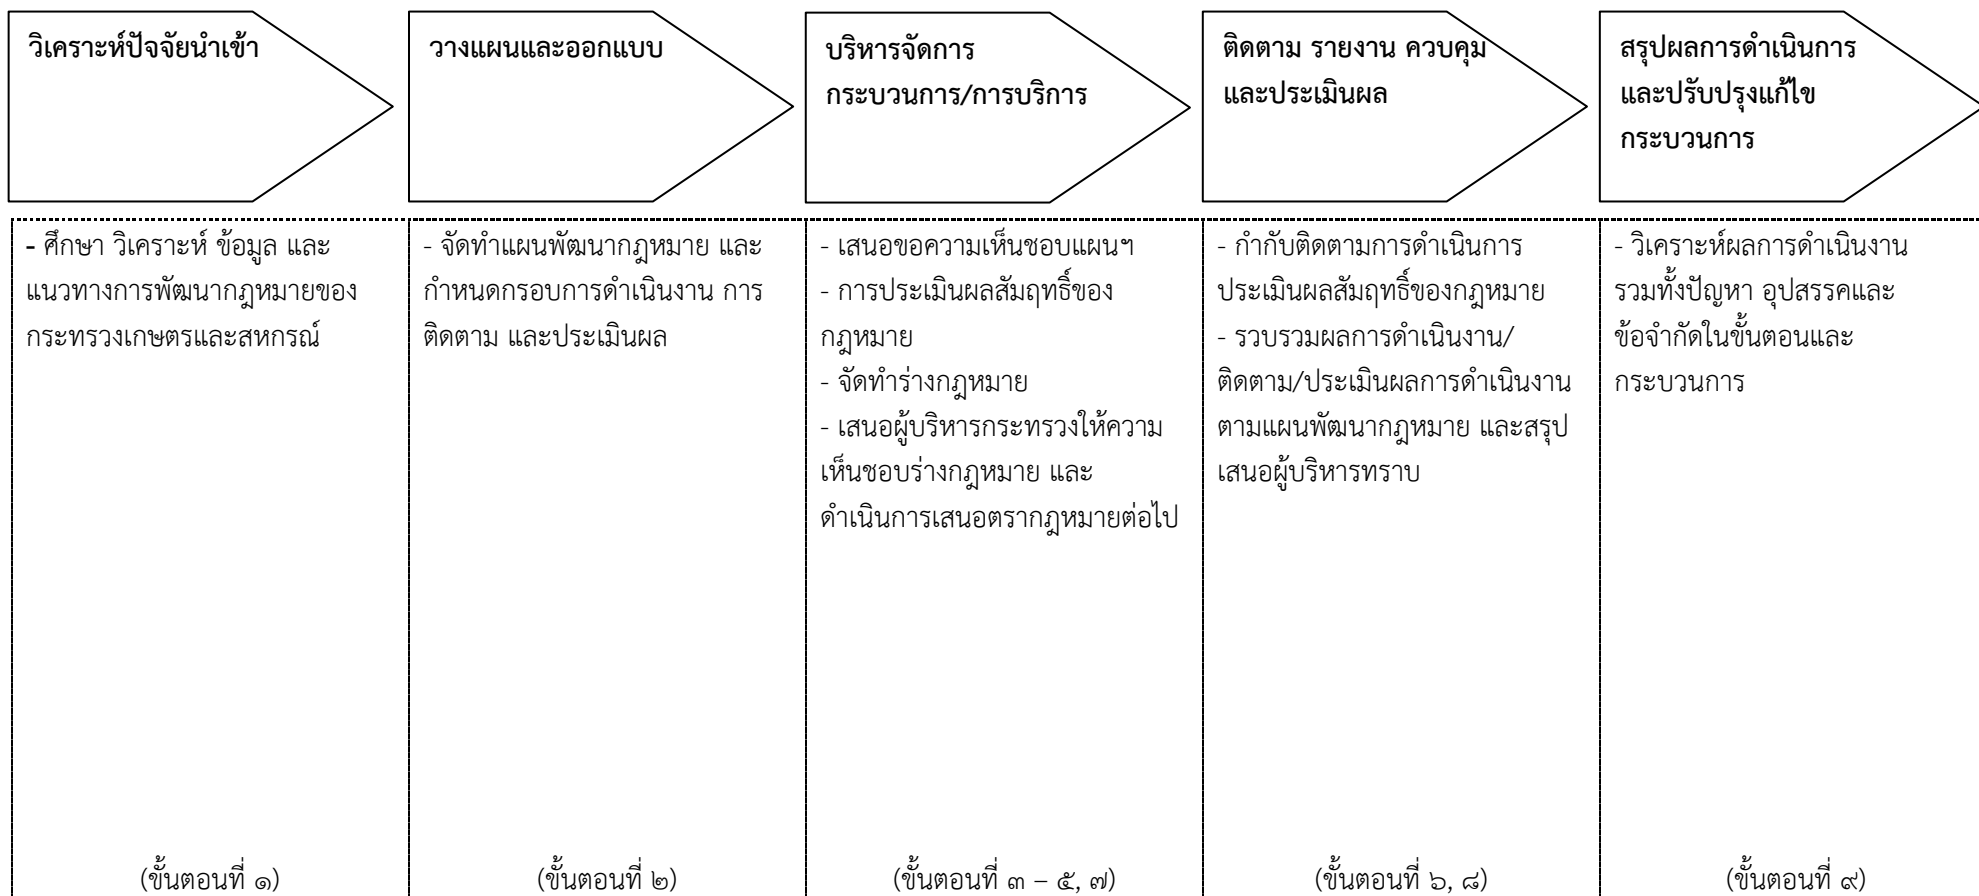 วิเคราะห์ปัจจัยนำเข้า
วางแผนและออกแบบ
บริหารจัดการ
กระบวนการ/การบริการ
ติดตาม รายงาน ควบคุม
และประเมินผล
สรุปผลการดำเนินการ
และปรับปรุงแก้ไข
กระบวนการ
- ศึกษา วิเคราะห์ ข้อมูล และ
แนวทางการพัฒนากฎหมายของ
กระทรวงเกษตรและสหกรณ์
- จัดทำแผนพัฒนากฎหมาย และ
กำหนดกรอบการดำเนินงาน การ
ติดตาม และประเมินผล
- เสนอขอความเห็นชอบแผนฯ
- การประเมินผลสัมฤทธิ์ของ
กฎหมาย
- จัดทำร่างกฎหมาย
- เสนอผู้บริหารกระทรวงให้ความ
เห็นชอบร่างกฎหมาย และ
ดำเนินการเสนอตรากฎหมายต่อไป
- กำกับติดตามการดำเนินการ
ประเมินผลสัมฤทธิ์ของกฎหมาย
- รวบรวมผลการดำเนินงาน/
ติดตาม/ประเมินผลการดำเนินงาน
ตามแผนพัฒนากฎหมาย และสรุป
เสนอผู้บริหารทราบ
- วิเคราะห์ผลการดำเนินงาน
รวมทั้งปัญหา อุปสรรคและ
ข้อจำกัดในขั้นตอนและ
กระบวนการ
(ขั้นตอนที่ ๑)
(ขั้นตอนที่ ๒)
(ขั้นตอนที่ ๓ – ๕, ๗)
(ขั้นตอนที่ ๖, ๘)
(ขั้นตอนที่ ๙)